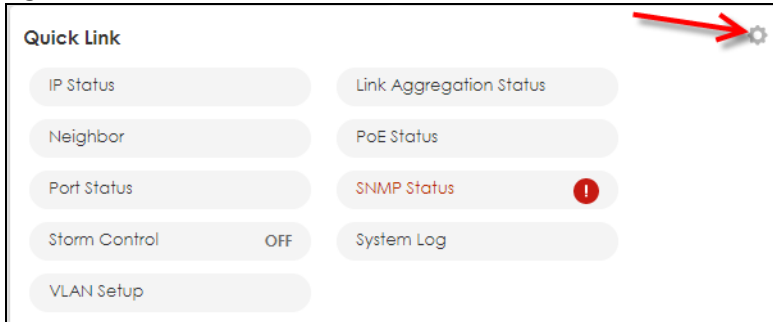 Quick Link
IP Status
Link Aggregation Status
Neighbor
PoE Status
Port Status
SNMP Status !
Storm Control OFF
System Log
VLAN Setup